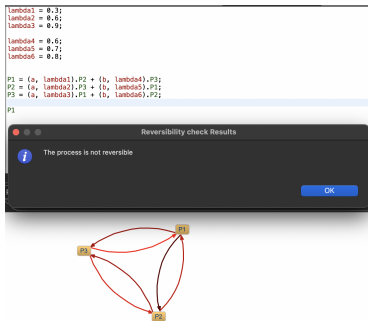 lambda1 = 0.3;
lambda2 = 0.6;
lambda3 = 0.9;
lambda4 = 0.6;
lambda5 = 0.7;
lambda6 = 0.8;
P1 = (a, lambda1).P2 + (b, lambda4).P3;
P2 = (a, lambda2).P3 + (b, lambda5).P1;
P3 = (a, lambda3).P1 + (b, lambda6).P2;
P1
Reversibility check Results
The process is not reversible
OK
P1
P3
P2